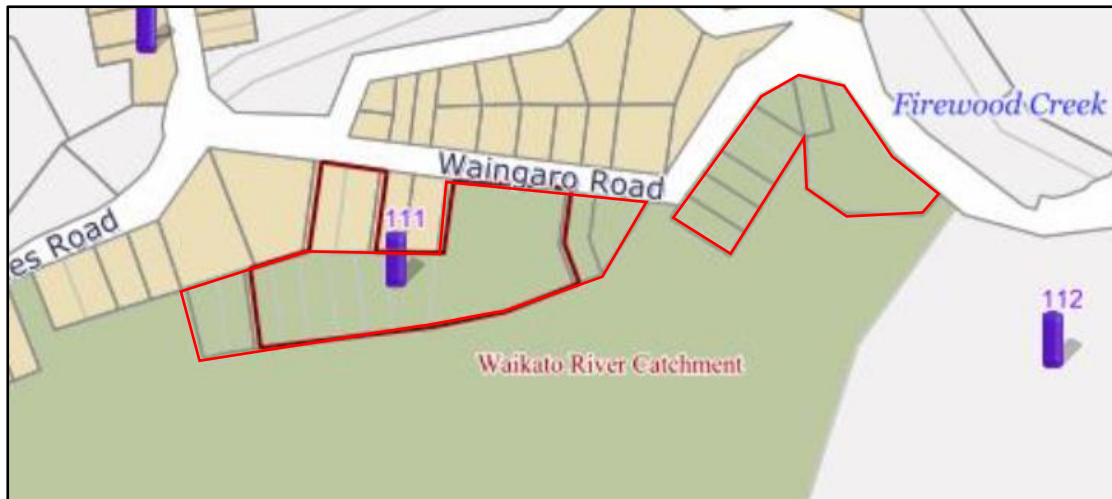 Firewood Creek
Waingaro Road
111
es Road
112
Waikato River Catchment